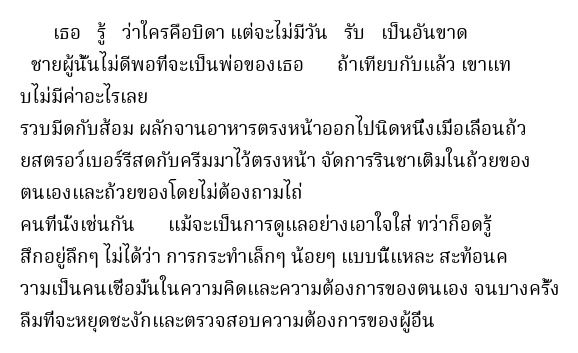 เธอ รู้ ว่าใครคือบิดา แต่จะไม่มีวัน รับ เป็นอันขาด
ชายผู้นั้นไม่ดีพอที่จะเป็นพ่อของเธอ ถ้าเทียบกับแล้ว เขาแท
บไม่มีค่าอะไรเลย
รวบมีดกับส้อม ผลักจานอาหารตรงหน้าออกไปนิดหนึ่งเมื่อเลื่อนถ้ว
ยสตรอว์เบอร์รีสดกับครีมมาไว้ตรงหน้า จัดการรินชาเติมในถ้วยของ
ตนเองและถ้วยของโดยไม่ต้องถามไถ่
คนที่นั่งเช่นกัน แม้จะเป็นการดูแลอย่างเอาใจใส่ ทว่าก็อดรู้
สึกอยู่ลึกๆ ไม่ได้ว่า การกระทำเล็กๆ น้อยๆ แบบนี้แหละ สะท้อนค
วามเป็นคนเชื่อมั่นในความคิดและความต้องการของตนเอง จนบางครั้ง
ลืมที่จะหยุดชะงักและตรวจสอบความต้องการของผู้อื่น